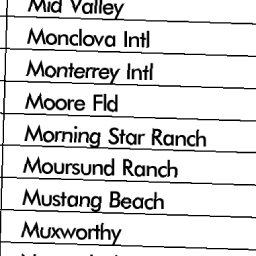 Mid Valley
Monclova Intl
Monterrey Intl
Moore Fld
Morning Star Ranch
Moursund Ranch
Mustang Beach
Muxworthy